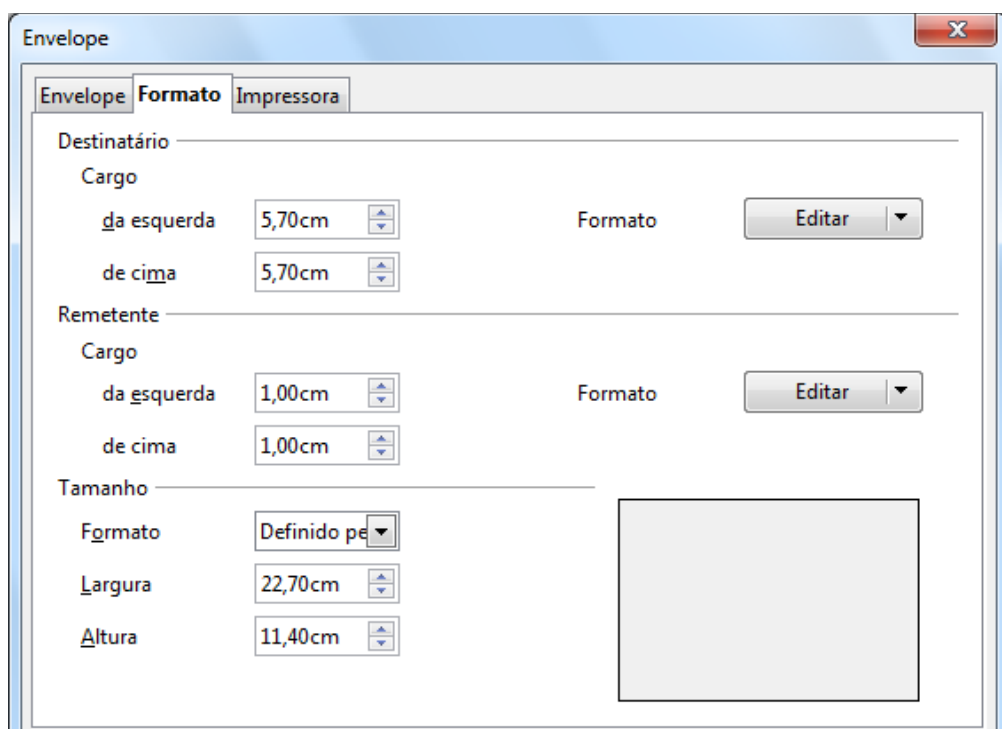 Envelope
Envelope Formato Impressora
Destinatário
Cargo
da esquerda 5,70cm Formato Editar
de cima 5,70cm
Remetente
Cargo
da esquerda 1,00cm Formato Editar
de cima 1,00cm
Tamanho
Formato Definido pe
Largura 22,70cm
Altura 11,40cm